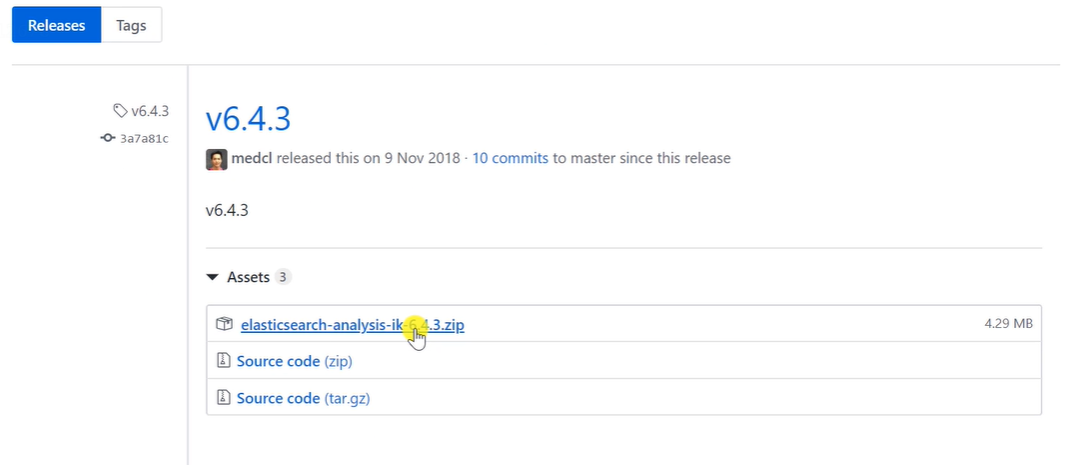 Releases Tags
v6.4.3
3a7a81c
v6.4.3
medcl released this on 9 Nov 2018 · 10 commits to master since this release
v6.4.3
Assets 3
elasticsearch-analysis-ik-6.4.3.zip 4.29 MB
Source code (zip)
Source code (tar.gz)